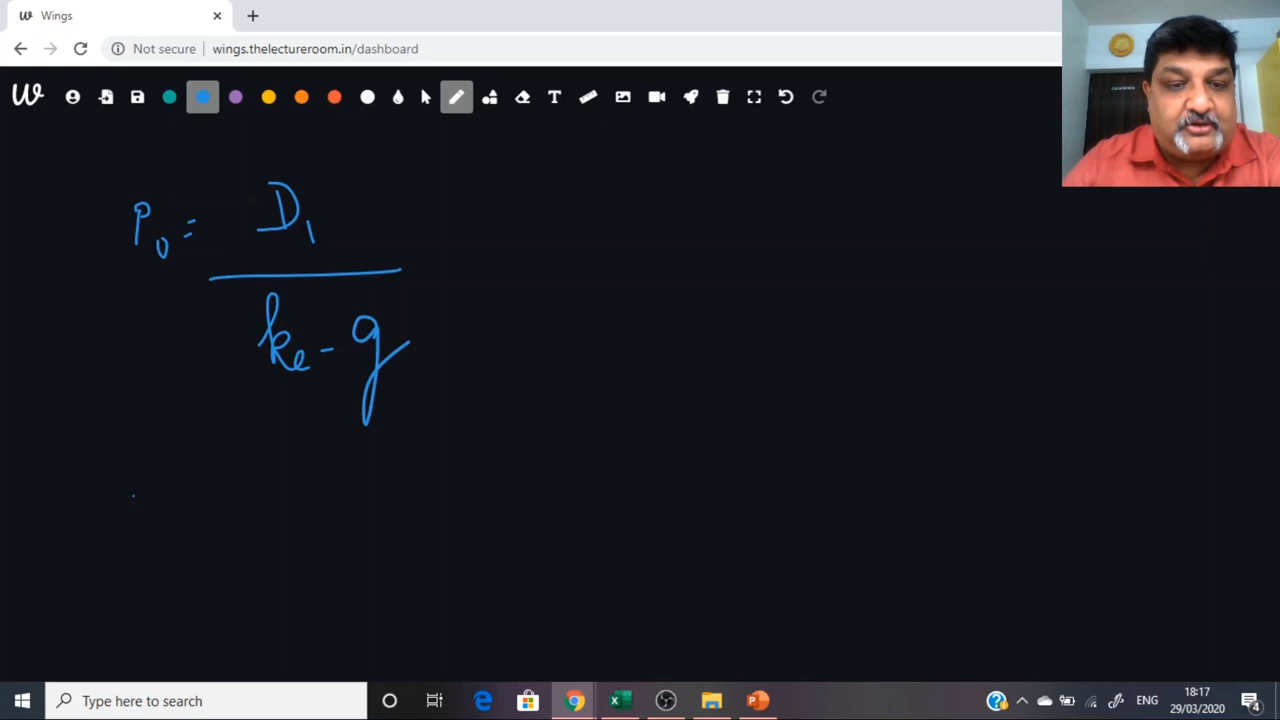 Wings
Not secure
wings.thelectureroom.in/dashboard
P₀ = D₁
kₑ - g
Type here to search
ENG
18:17
29/03/2020
4